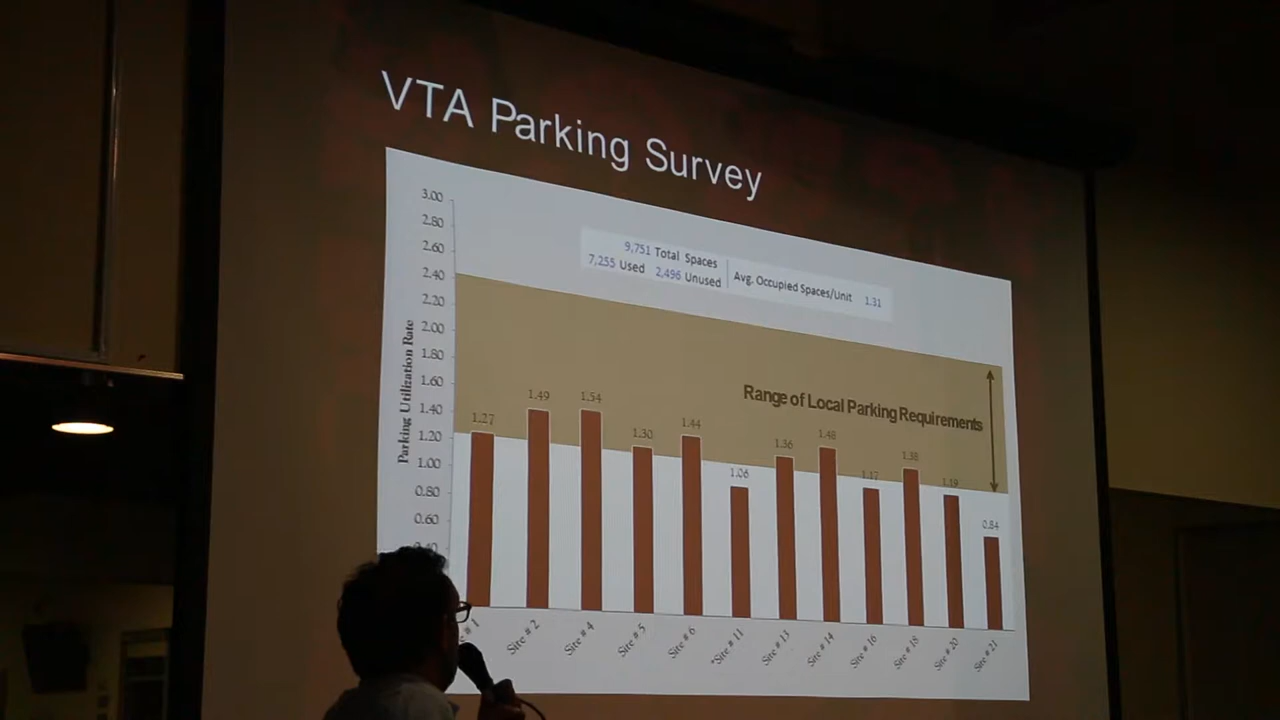 VTA Parking Survey
3.00
2.80
2.60
2.40
2.20
2.00
1.80
1.60
1.40
1.20
1.00
0.80
0.60
Parking Utilization Rate
9,751 Total Spaces
7,255 Used 2,496 Unused
Avg. Occupied Spaces/Unit 1.31
Range of Local Parking Requirements
1.27
1.49
1.54
1.30
1.44
1.06
1.36
1.48
1.17
1.38
1.19
0.84
# 1
Site # 2
Site # 4
Site # 5
Site # 6
*Site # 11
Site # 13
Site # 14
Site # 16
Site # 18
Site # 20
Site # 21